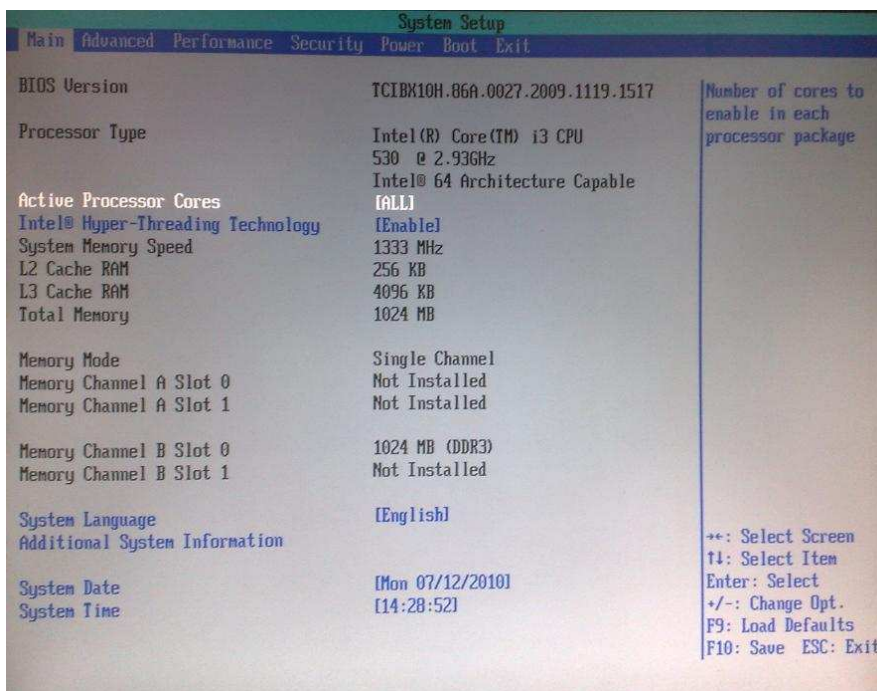 System Setup
Main Advanced Performance Security Power Boot Exit
BIOS Version TCIBX10H.86A.0027.2009.1119.1517
Processor Type Intel(R) Core(TM) i3 CPU
530 @ 2.93GHz
Intel® 64 Architecture Capable
Active Processor Cores [ALL]
Intel® Hyper-Threading Technology [Enable]
System Memory Speed 1333 MHz
L2 Cache RAM 256 KB
L3 Cache RAM 4096 KB
Total Memory 1024 MB
Memory Mode Single Channel
Memory Channel A Slot 0 Not Installed
Memory Channel A Slot 1 Not Installed
Memory Channel B Slot 0 1024 MB (DDR3)
Memory Channel B Slot 1 Not Installed
System Language [English]
Additional System Information
System Date [Mon 07/12/2010]
System Time [14:28:52]
Number of cores to
enable in each
processor package
→←: Select Screen
↑↓: Select Item
Enter: Select
+/-: Change Opt.
F9: Load Defaults
F10: Save ESC: Exit